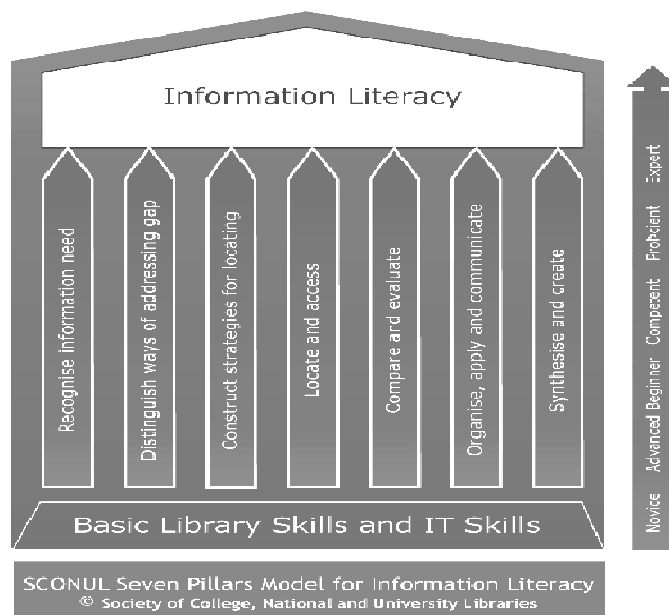 Information Literacy
Recognise information need
Distinguish ways of addressing gap
Construct strategies for locating
Locate and access
Compare and evaluate
Organise, apply and communicate
Synthesise and create
Basic Library Skills and IT Skills
Novice Advanced Beginner Competent Proficient Expert
SCONUL Seven Pillars Model for Information Literacy
© Society of College, National and University Libraries